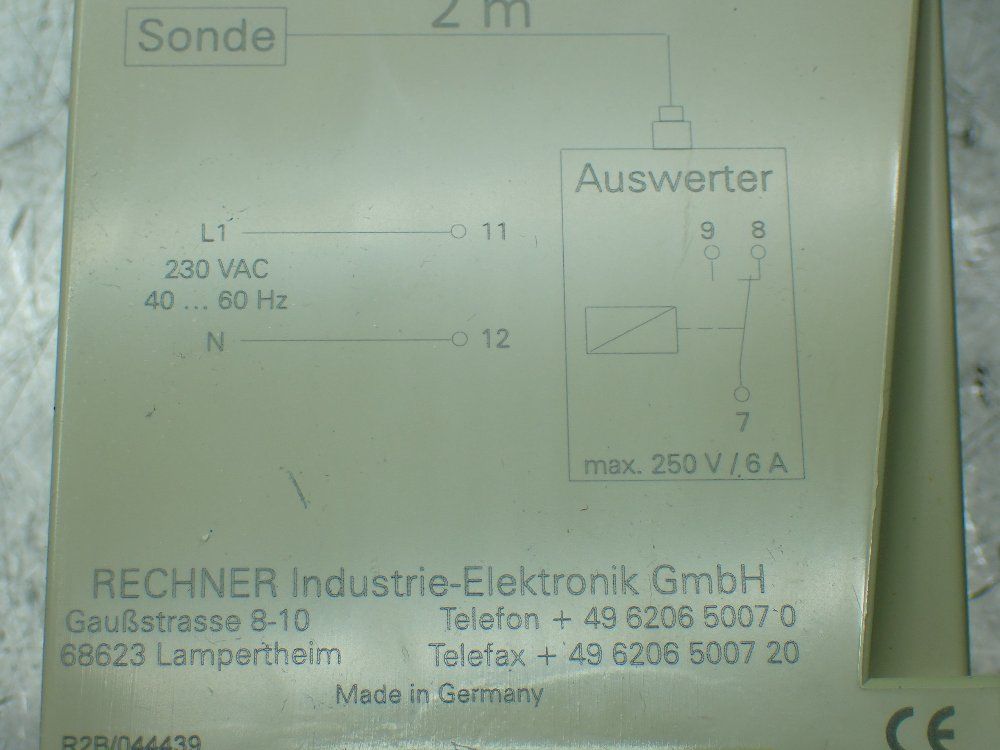 2 m
Sonde
Auswerter
9 8
L1 11
230 VAC
40 ... 60 Hz
N 12
7
max. 250 V / 6 A
RECHNER Industrie-Elektronik GmbH
Gaußstrasse 8-10 Telefon + 49 6206 5007 0
68623 Lampertheim Telefax + 49 6206 5007 20
Made in Germany
R2B/044439
CE